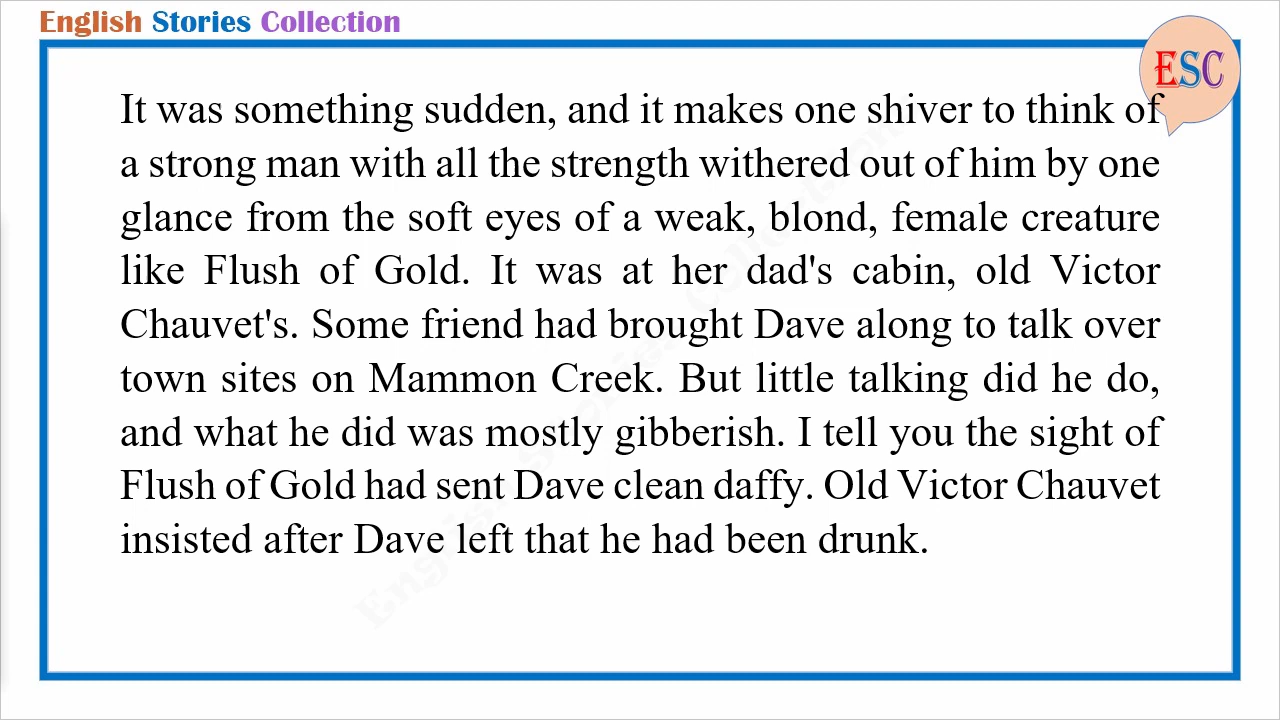 English Stories Collection
ESC
It was something sudden, and it makes one shiver to think of
a strong man with all the strength withered out of him by one
glance from the soft eyes of a weak, blond, female creature
like Flush of Gold. It was at her dad's cabin, old Victor
Chauvet's. Some friend had brought Dave along to talk over
town sites on Mammon Creek. But little talking did he do,
and what he did was mostly gibberish. I tell you the sight of
Flush of Gold had sent Dave clean daffy. Old Victor Chauvet
insisted after Dave left that he had been drunk.